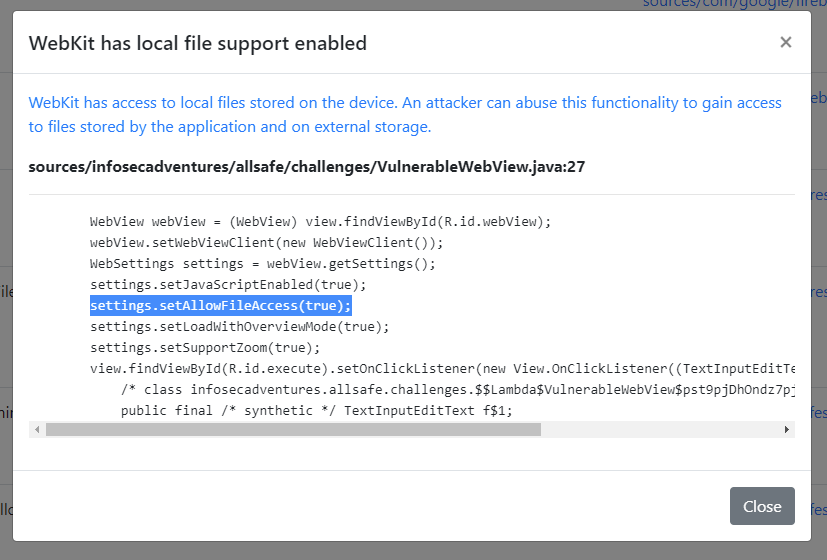 sources/com/google/fireb
WebKit has local file support enabled
×
WebKit has access to local files stored on the device. An attacker can abuse this functionality to gain access
to files stored by the application and on external storage.
sources/infosecadventures/allsafe/challenges/VulnerableWebView.java:27
WebView webView = (WebView) view.findViewById(R.id.webView);
webView.setWebViewClient(new WebViewClient());
WebSettings settings = webView.getSettings();
settings.setJavaScriptEnabled(true);
settings.setAllowFileAccess(true);
settings.setLoadWithOverviewMode(true);
settings.setSupportZoom(true);
view.findViewById(R.id.execute).setOnClickListener(new View.OnClickListener((TextInputEditTe
/* class infosecadventures.allsafe.challenges.$$Lambda$VulnerableWebView$pst9pjDhOndz7pj
public final /* synthetic */ TextInputEditText f$1;
Close